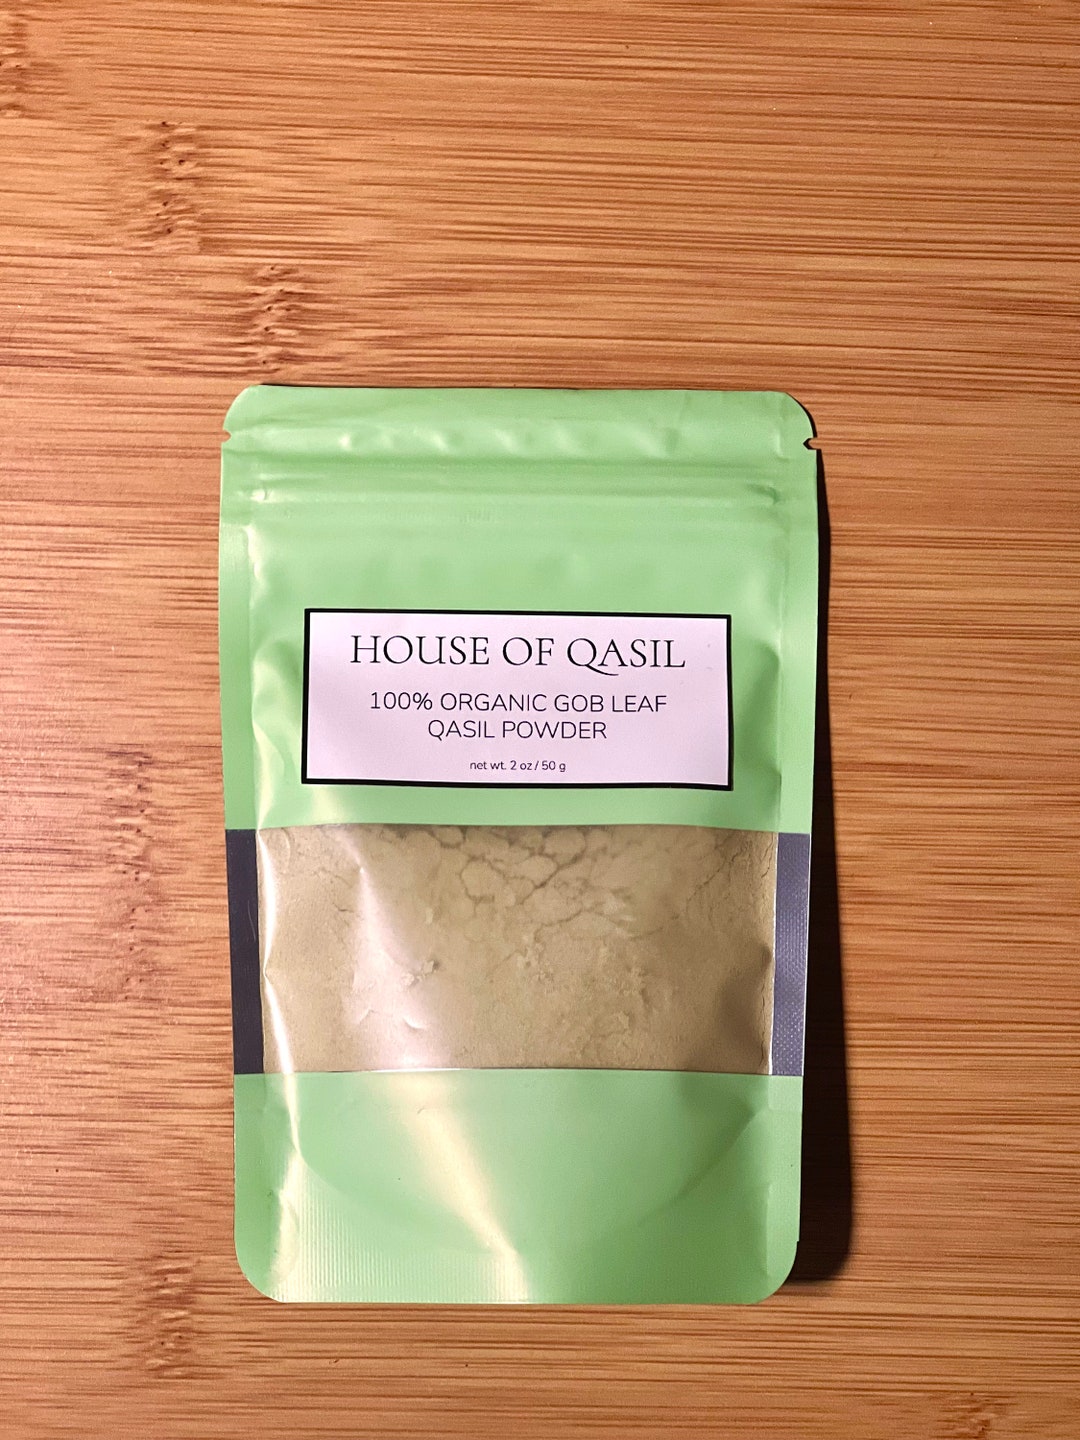 HOUSE OF QASIL
100% ORGANIC GOB LEAF
QASIL POWDER
net wt. 2 oz / 50 g